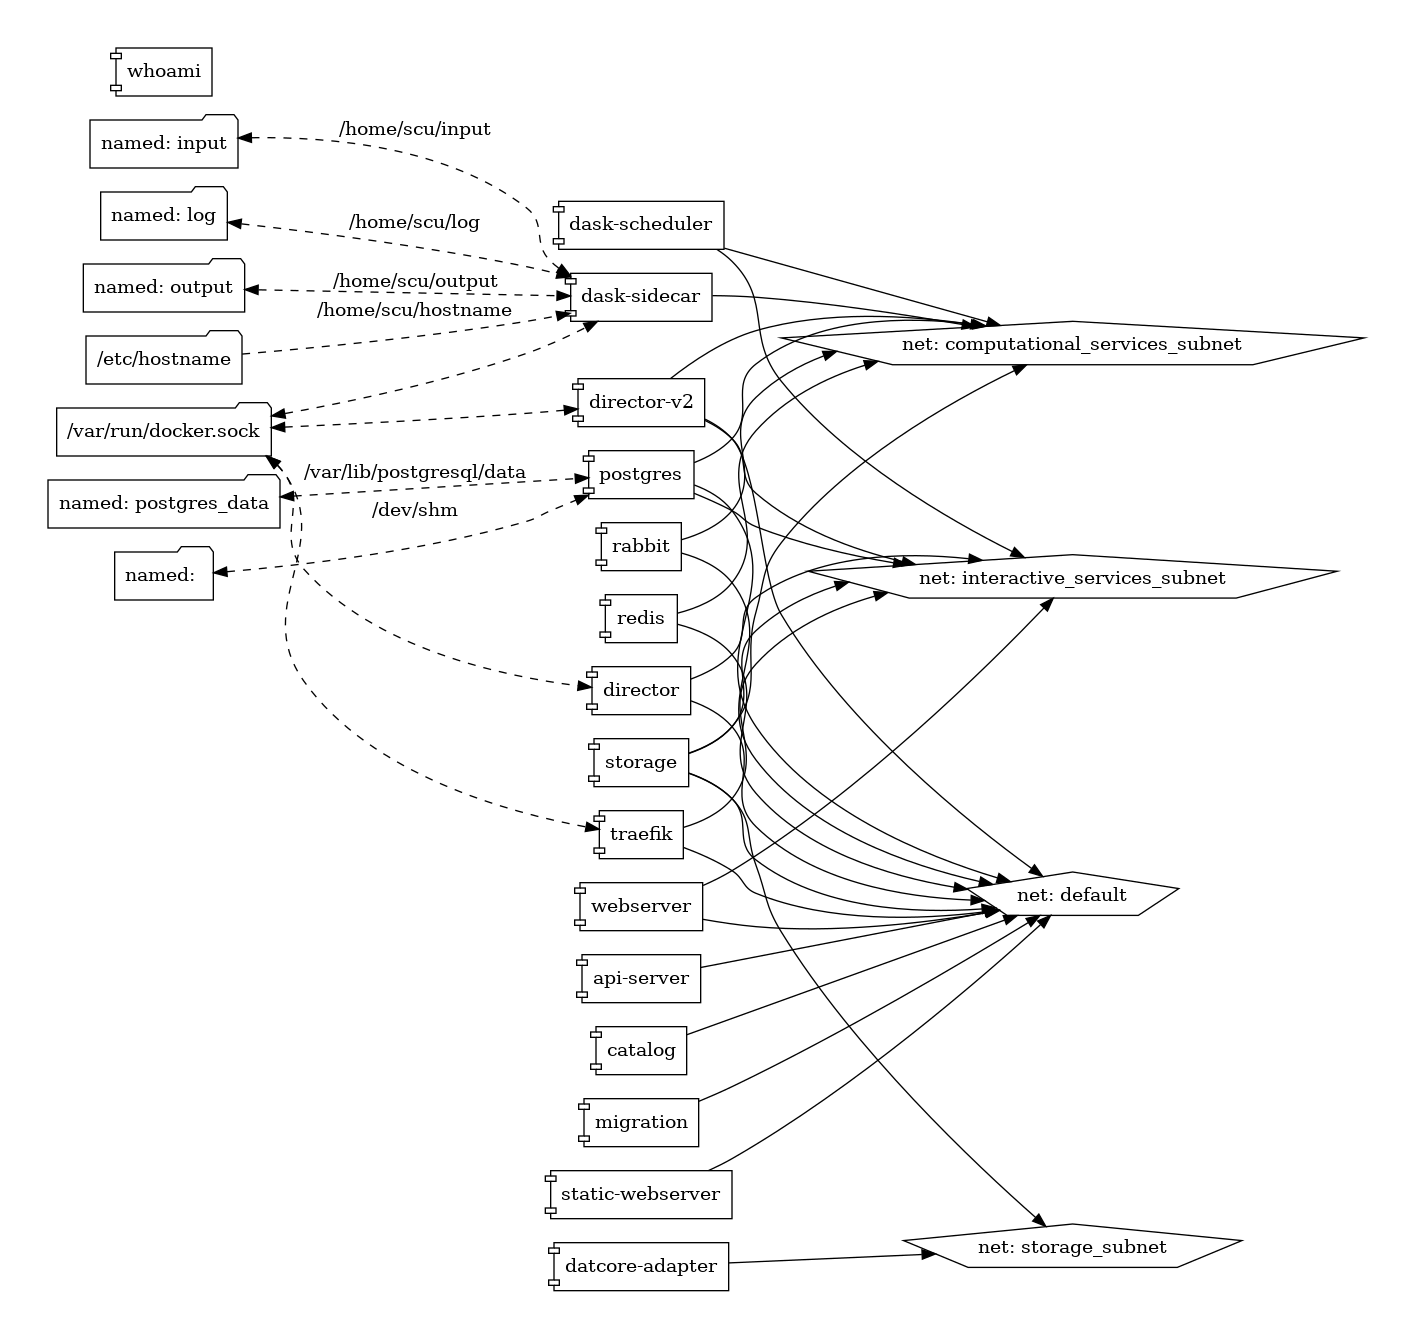 whoami
named: input
/home/scu/input
named: log
/home/scu/log
dask-scheduler
named: output
/home/scu/output
dask-sidecar
/home/scu/hostname
/etc/hostname
net: computational_services_subnet
director-v2
/var/run/docker.sock
/var/lib/postgresql/data
postgres
named: postgres_data
/dev/shm
rabbit
named:
net: interactive_services_subnet
redis
director
storage
traefik
net: default
webserver
api-server
catalog
migration
static-webserver
net: storage_subnet
datcore-adapter